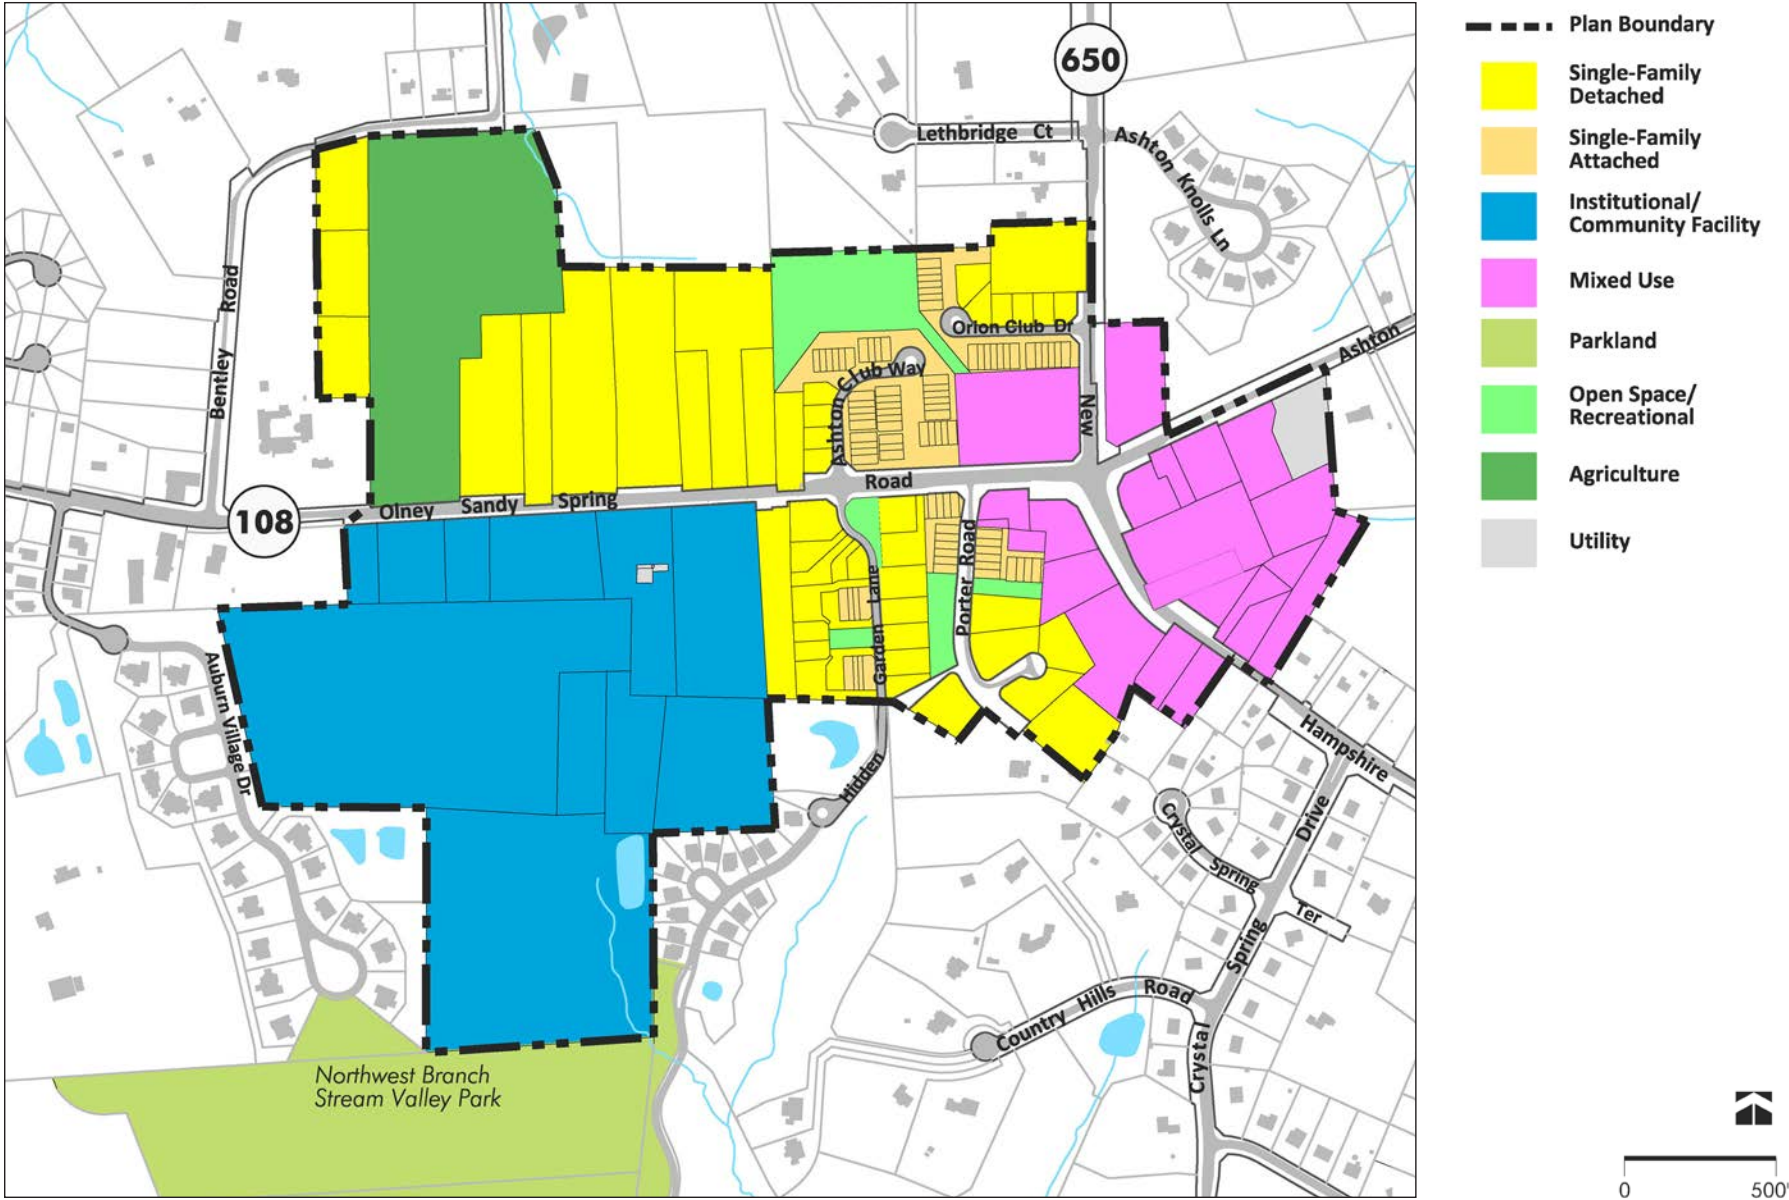 650
Lethbridge Ct
Ashton Knolls Ln
Bentley Road
Orion Club Dr
Ashton Club Way
New
Ashton
108
Olney Sandy Spring Road
Porter Road
Garden Lane
Hidden
Auburn Village Dr
Hampshire
Crystal Spring Drive
Crystal Spring
Ter
Country Hills Road
Northwest Branch
Stream Valley Park
Plan Boundary
Single-Family
Detached
Single-Family
Attached
Institutional/
Community Facility
Mixed Use
Parkland
Open Space/
Recreational
Agriculture
Utility
0 500'